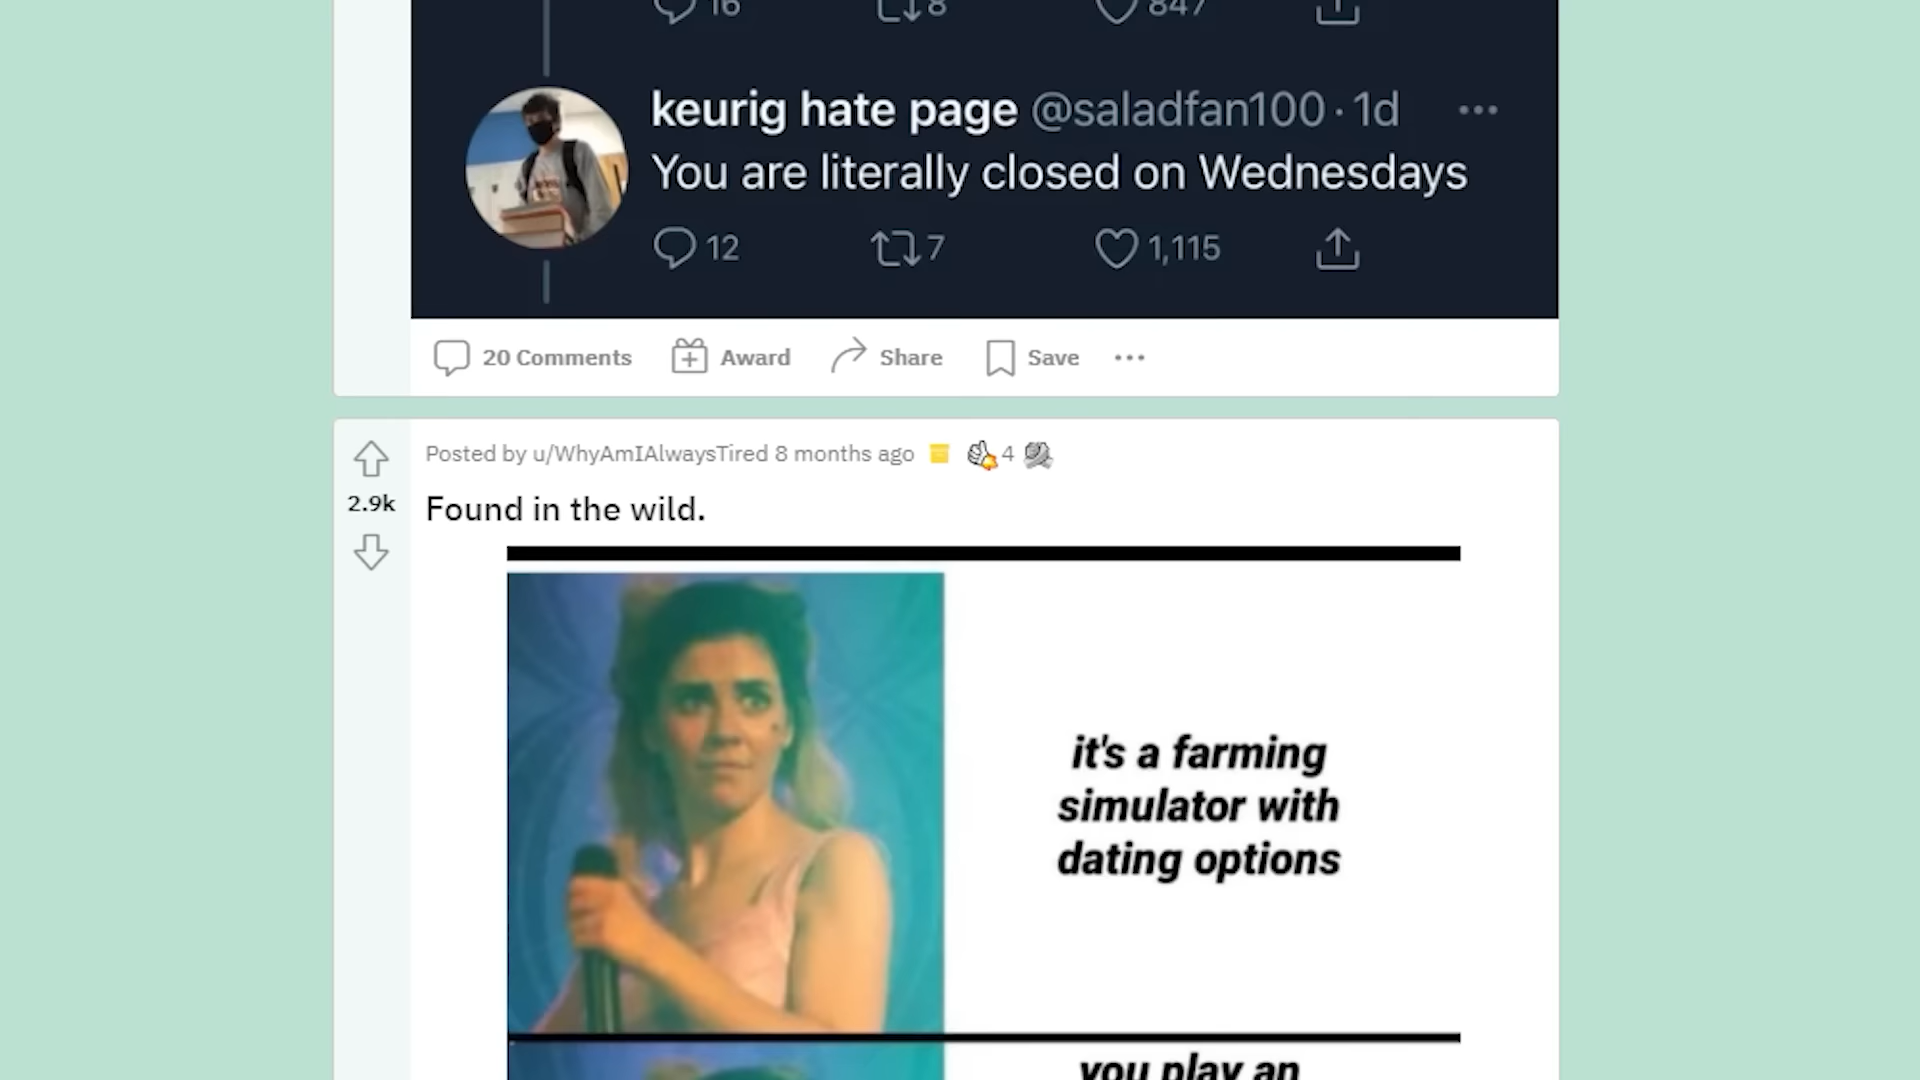 16 8 847
keurig hate page @saladfan100 · 1d
You are literally closed on Wednesdays
12 7 1,115
20 Comments Award Share Save
Posted by u/WhyAmIAlwaysTired 8 months ago 4
2.9k
Found in the wild.
it's a farming
simulator with
dating options
you play an